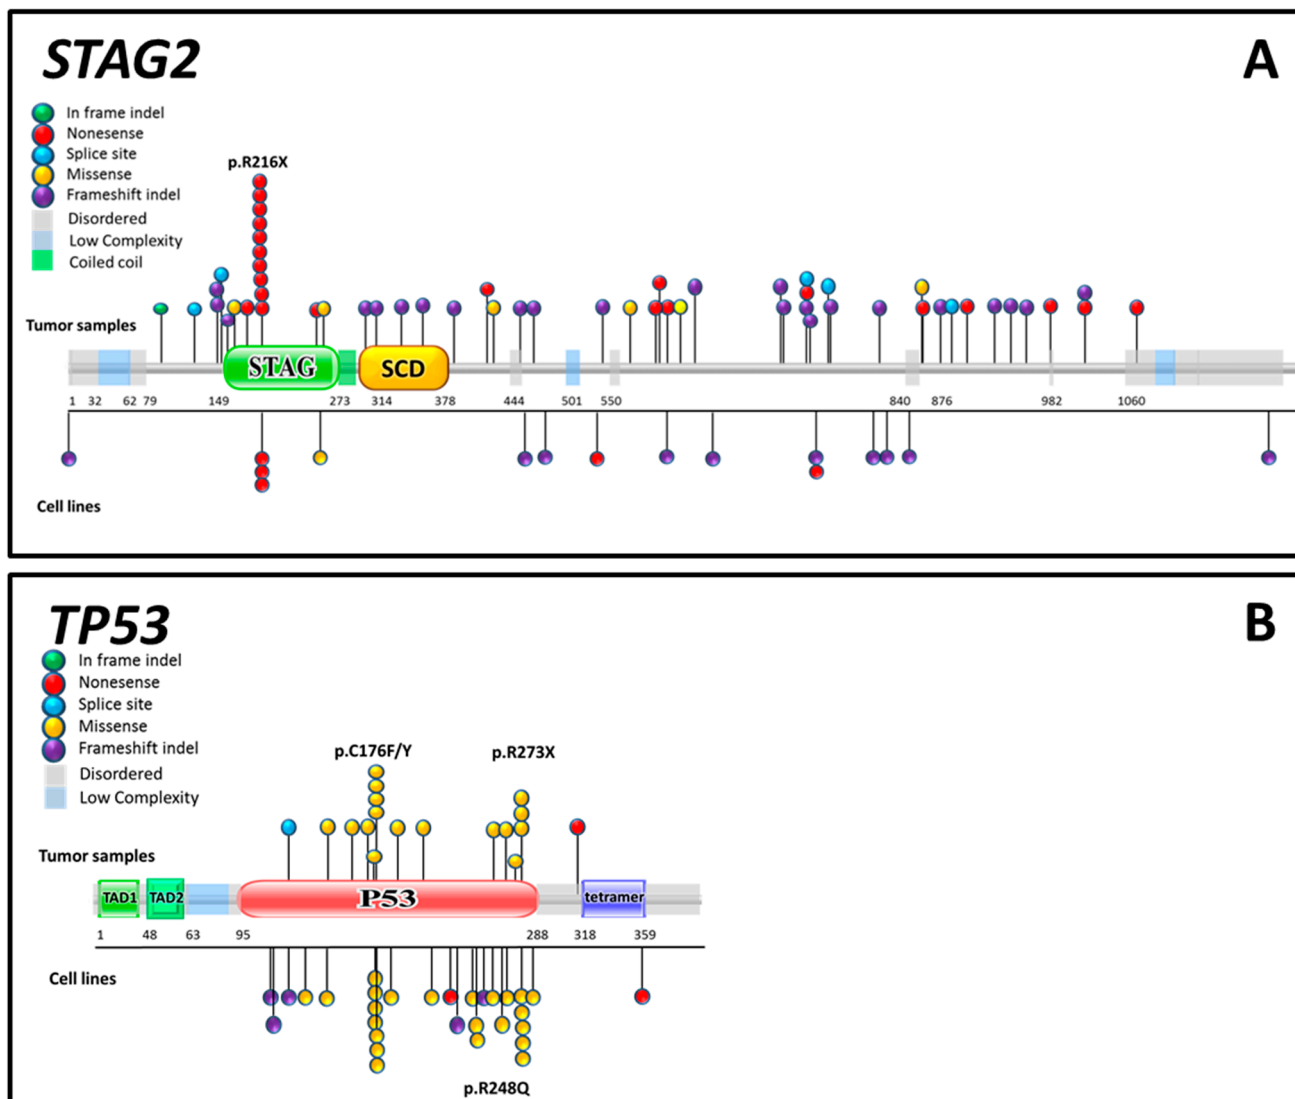 STAG2
A
In frame indel
Nonesense
Splice site
Missense
Frameshift indel
Disordered
Low Complexity
Coiled coil
p.R216X
Tumor samples
STAG
SCD
1 32 62 79 149 273 314 378 444 501 550 840 876 982 1060
Cell lines
TP53
B
In frame indel
Nonesense
Splice site
Missense
Frameshift indel
Disordered
Low Complexity
p.C176F/Y
p.R273X
Tumor samples
TAD1 TAD2 P53 tetramer
1 48 63 95 288 318 359
Cell lines
p.R248Q